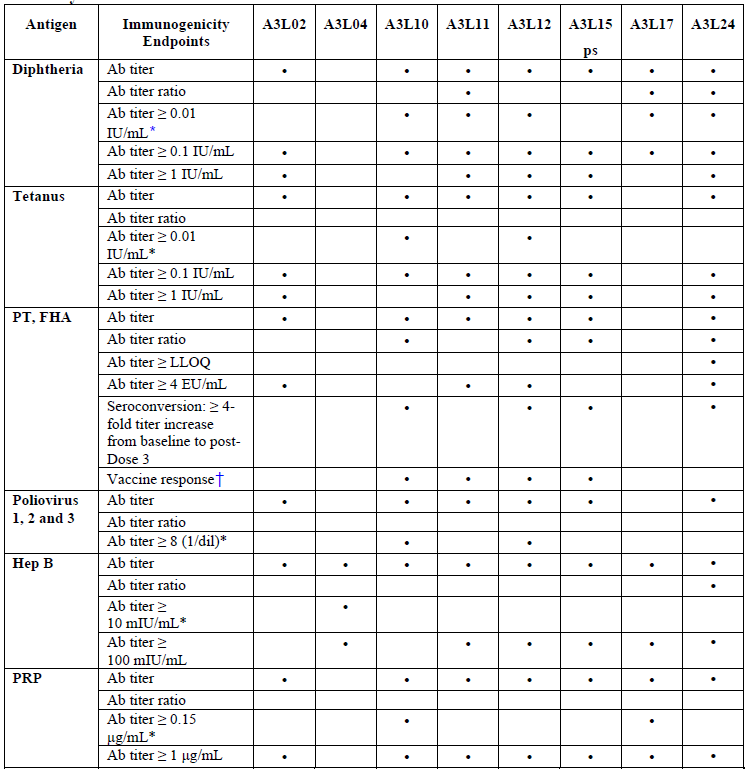 Antigen Immunogenicity Endpoints A3L02 A3L04 A3L10 A3L11 A3L12 A3L15 ps A3L17 A3L24
Diphtheria Ab titer • • • • • • •
Ab titer ratio • • •
Ab titer ≥ 0.01
IU/mL* • • • • •
Ab titer ≥ 0.1 IU/mL • • • • • • •
Ab titer ≥ 1 IU/mL • • • • •
Tetanus Ab titer • • • • • •
Ab titer ratio
Ab titer ≥ 0.01
IU/mL* • •
Ab titer ≥ 0.1 IU/mL • • • • • •
Ab titer ≥ 1 IU/mL • • • • •
PT, FHA Ab titer • • • • • •
Ab titer ratio • • • •
Ab titer ≥ LLOQ •
Ab titer ≥ 4 EU/mL • • • •
Seroconversion: ≥ 4-
fold titer increase
from baseline to post-
Dose 3 • • • •
Vaccine response† • • • •
Poliovirus
1, 2 and 3 Ab titer • • • • • •
Ab titer ratio
Ab titer ≥ 8 (1/dil)* • •
Hep B Ab titer • • • • • • • •
Ab titer ratio •
Ab titer ≥
10 mIU/mL* •
Ab titer ≥
100 mIU/mL • • • • • •
PRP Ab titer • • • • • • •
Ab titer ratio
Ab titer ≥ 0.15
µg/mL* • •
Ab titer ≥ 1 µg/mL • • • • • • •